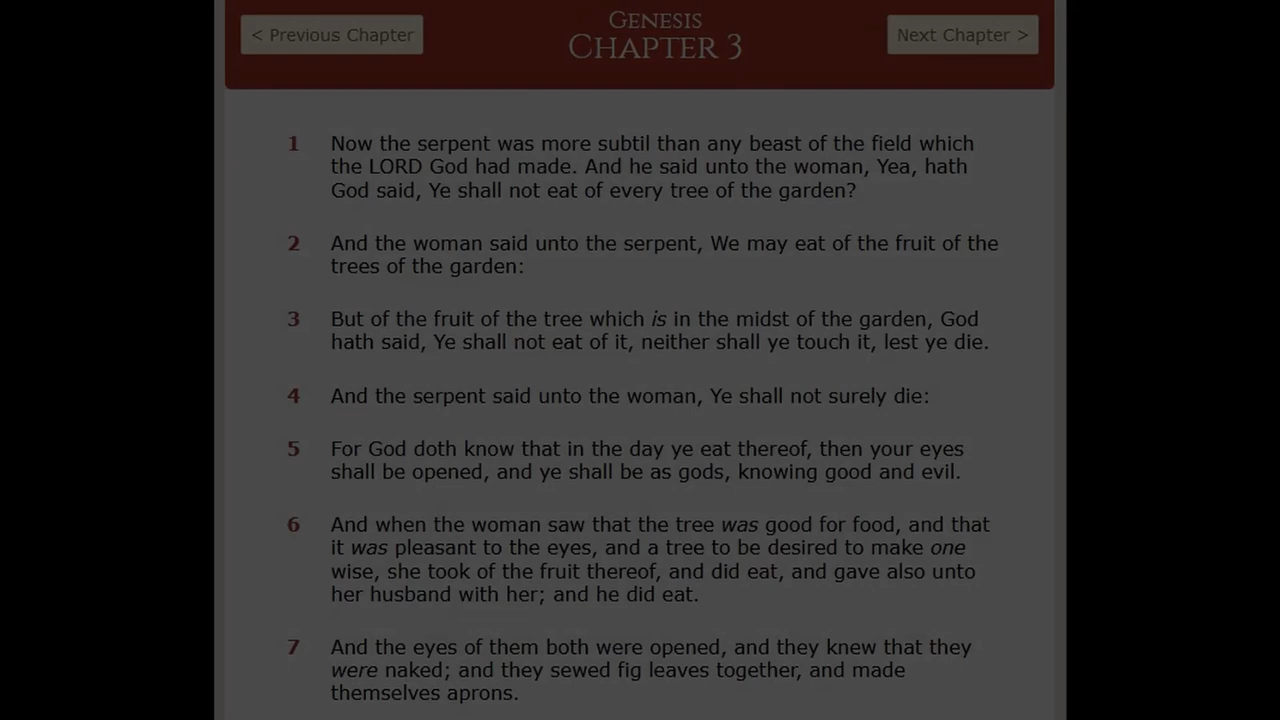 < Previous Chapter
Genesis
Chapter 3
Next Chapter >
1 Now the serpent was more subtil than any beast of the field which
the LORD God had made. And he said unto the woman, Yea, hath
God said, Ye shall not eat of every tree of the garden?
2 And the woman said unto the serpent, We may eat of the fruit of the
trees of the garden:
3 But of the fruit of the tree which is in the midst of the garden, God
hath said, Ye shall not eat of it, neither shall ye touch it, lest ye die.
4 And the serpent said unto the woman, Ye shall not surely die:
5 For God doth know that in the day ye eat thereof, then your eyes
shall be opened, and ye shall be as gods, knowing good and evil.
6 And when the woman saw that the tree was good for food, and that
it was pleasant to the eyes, and a tree to be desired to make one
wise, she took of the fruit thereof, and did eat, and gave also unto
her husband with her; and he did eat.
7 And the eyes of them both were opened, and they knew that they
were naked; and they sewed fig leaves together, and made
themselves aprons.